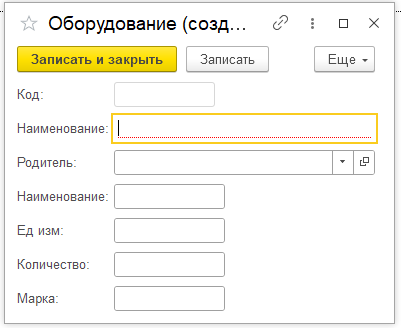 Оборудование (созд...
Записать и закрыть Записать Еще
Код:
Наименование:
Родитель:
Наименование:
Ед изм:
Количество:
Марка: